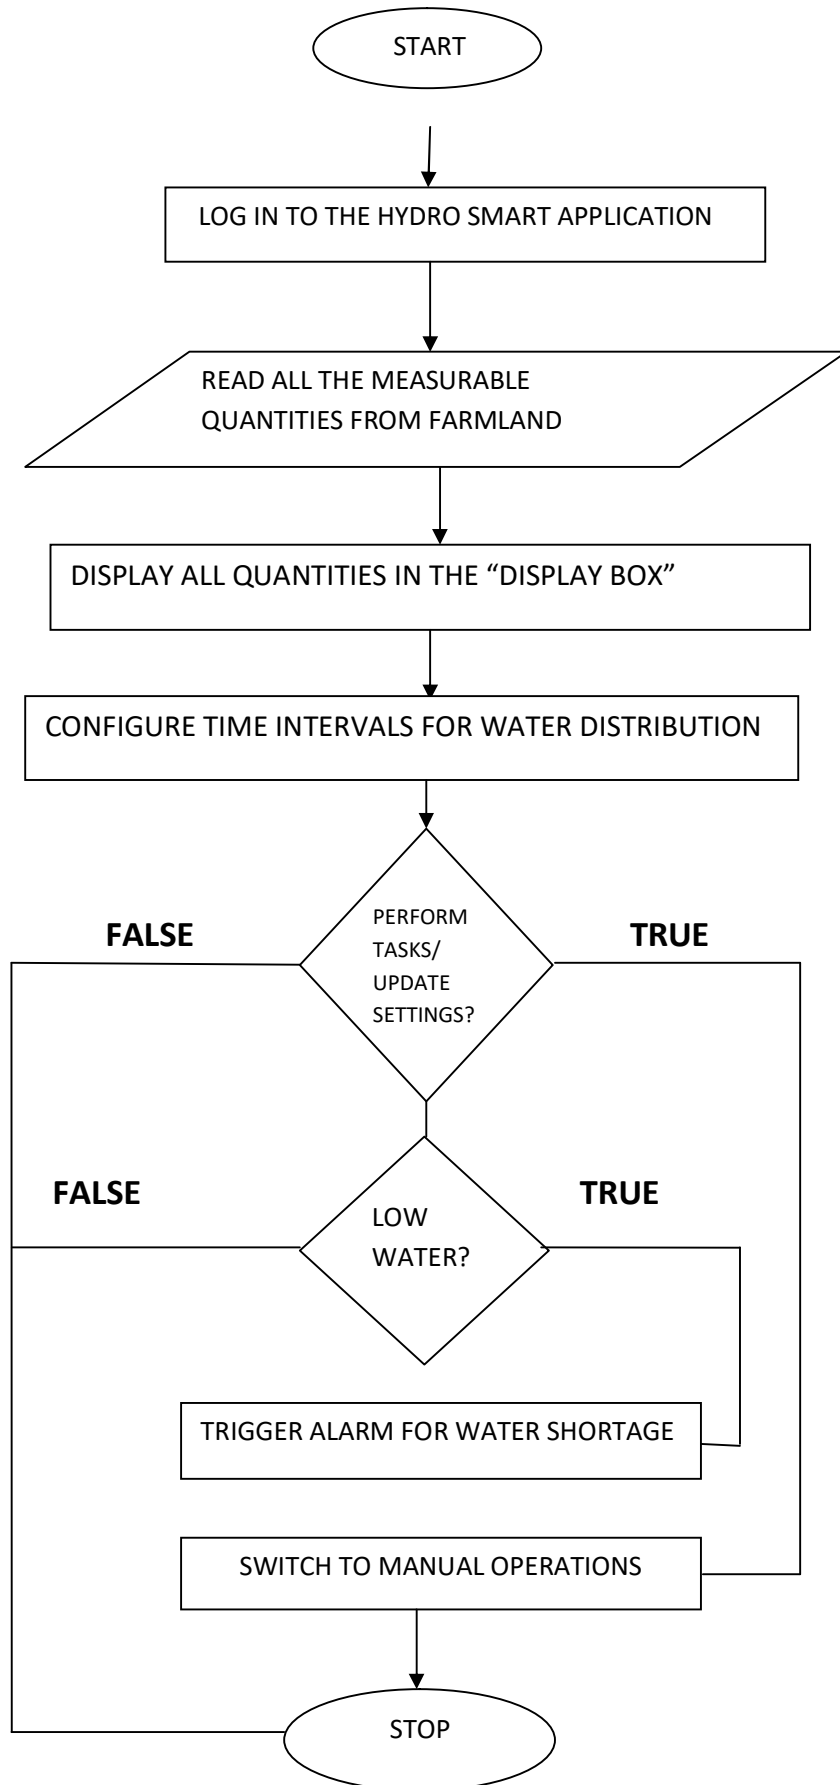 START
LOG IN TO THE HYDRO SMART APPLICATION
READ ALL THE MEASURABLE
QUANTITIES FROM FARMLAND
DISPLAY ALL QUANTITIES IN THE “DISPLAY BOX”
CONFIGURE TIME INTERVALS FOR WATER DISTRIBUTION
FALSE
PERFORM
TASKS/
UPDATE
SETTINGS?
TRUE
FALSE
LOW
WATER?
TRUE
TRIGGER ALARM FOR WATER SHORTAGE
SWITCH TO MANUAL OPERATIONS
STOP